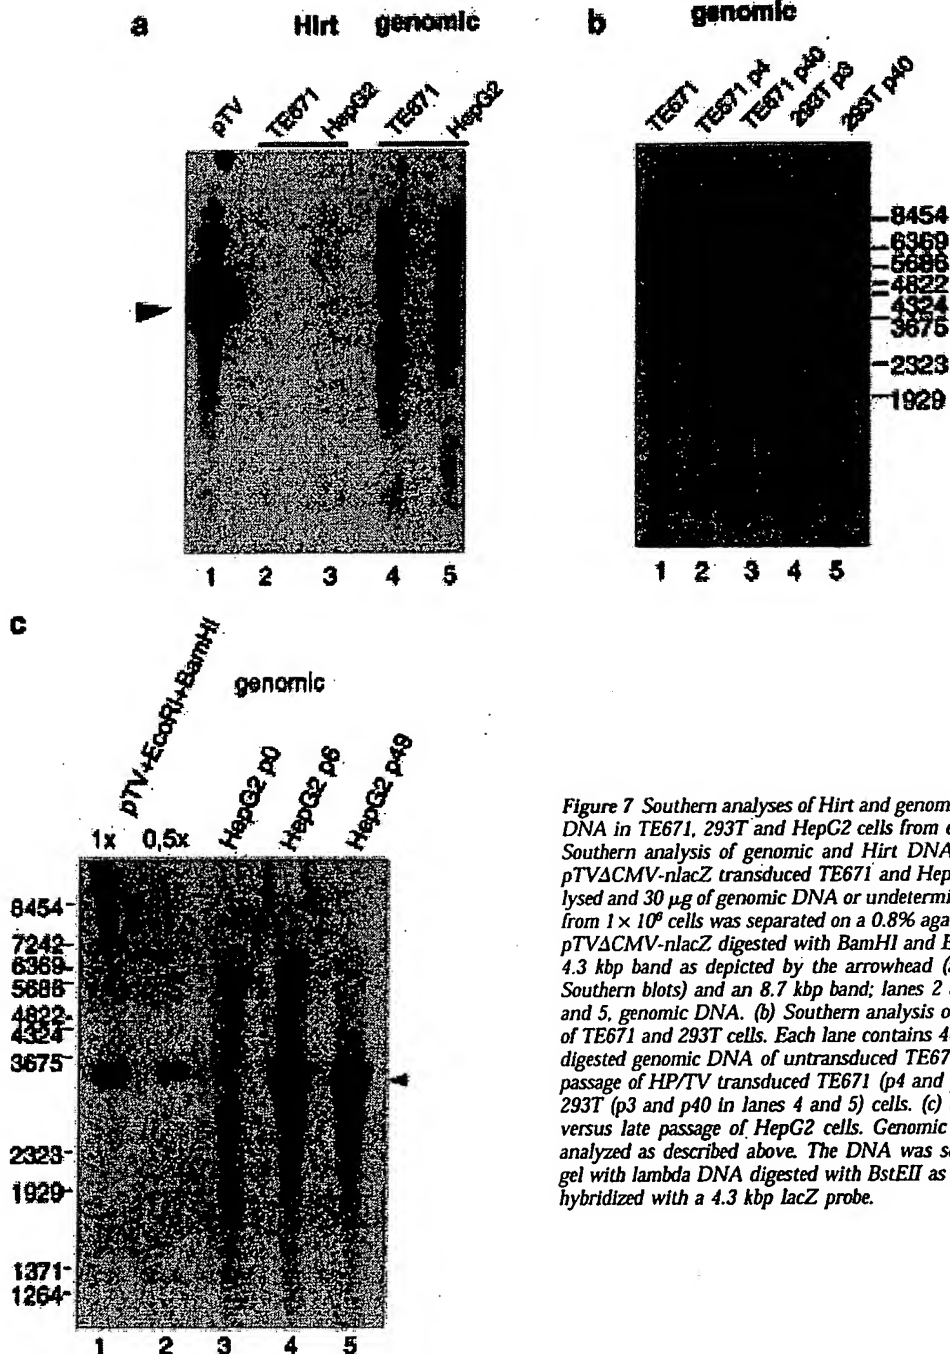 a
Hirt genomic
pTV TE671 HepG2 TE671 HepG2
1 2 3 4 5
b
genomic
TE671 TE671 p4 TE671 p40 293T p3 293T p40
8454
6369
5686
4822
4324
3675
2323
1929
1 2 3 4 5
c
pTV+EcoRI+BamHI
genomic
1x 0,5x HepG2 p0 HepG2 p6 HepG2 p49
8454
7242
6369
5686
4822
4324
3675
2323
1929
1371
1264
1 2 3 4 5
Figure 7 Southern analyses of Hirt and genom
DNA in TE671, 293T and HepG2 cells from e
Southern analysis of genomic and Hirt DNA
pTVΔCMV-nlacZ transduced TE671 and Hep
lysed and 30 μg of genomic DNA or undetermi
from 1 × 10⁶ cells was separated on a 0.8% aga
pTVΔCMV-nlacZ digested with BamHI and E
4.3 kbp band as depicted by the arrowhead (
Southern blots) and an 8.7 kbp band; lanes 2
and 5, genomic DNA. (b) Southern analysis o
of TE671 and 293T cells. Each lane contains 4
digested genomic DNA of untransduced TE67
passage of HP/TV transduced TE671 (p4 and
293T (p3 and p40 in lanes 4 and 5) cells. (c)
versus late passage of HepG2 cells. Genomic
analyzed as described above. The DNA was s
gel with lambda DNA digested with BstEII as
hybridized with a 4.3 kbp lacZ probe.